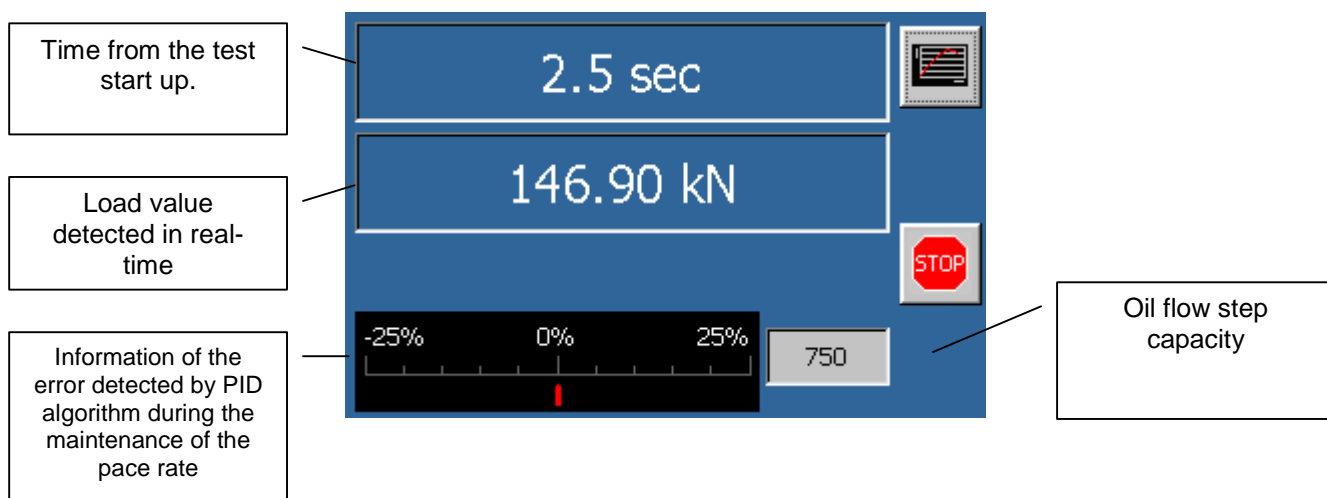 Time from the test
start up.
2.5 sec
Load value
detected in real-
time
146.90 kN
STOP
Information of the
error detected by PID
algorithm during the
maintenance of the
pace rate
-25% 0% 25%
750
Oil flow step
capacity